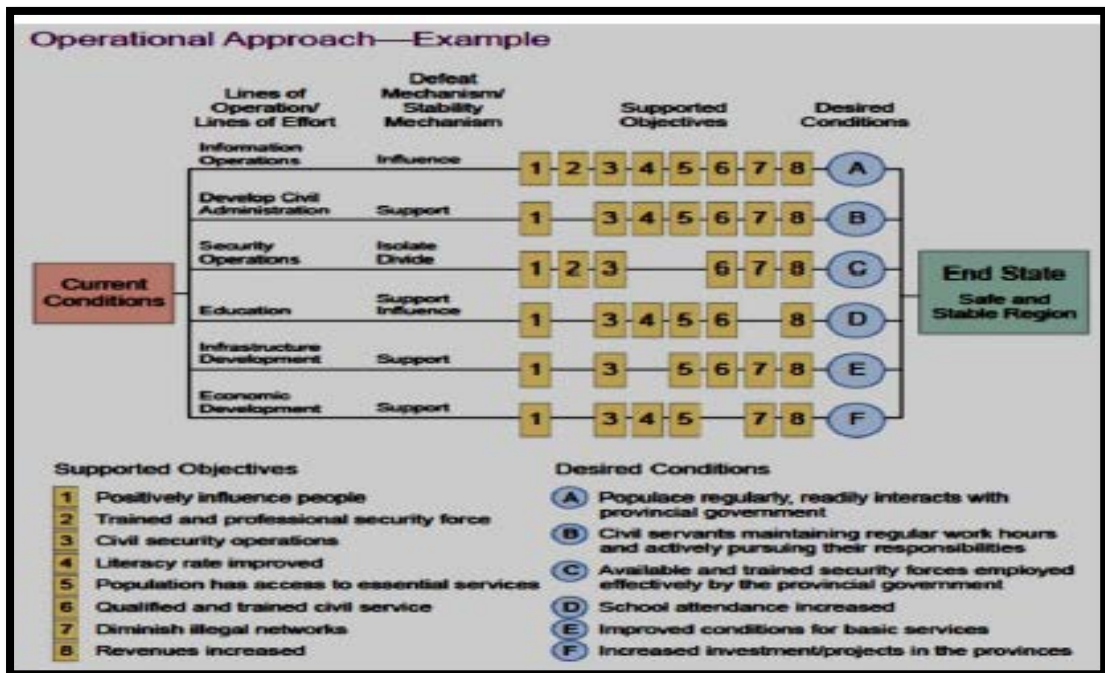 Operational Approach—Example
Lines of
Operation/
Lines of Effort
Defeat
Mechanism/
Stability
Mechanism
Supported
Objectives
Desired
Conditions
Information
Operations
Influence
1 2 3 4 5 6 7 8 A
Develop Civil
Administration
Support
1 3 4 5 6 7 8 B
Security
Operations
Isolate
Divide
1 2 3 6 7 8 C
Current
Conditions
End State
Safe and
Stable Region
Education
Support
Influence
1 3 4 5 6 8 D
Infrastructure
Development
Support
1 3 5 6 7 8 E
Economic
Development
Support
1 3 4 5 7 8 F
Supported Objectives
1 Positively influence people
2 Trained and professional security force
3 Civil security operations
4 Literacy rate improved
5 Population has access to essential services
6 Qualified and trained civil service
7 Diminish illegal networks
8 Revenues increased
Desired Conditions
A Populace regularly, readily interacts with
provincial government
B Civil servants maintaining regular work hours
and actively pursuing their responsibilities
C Available and trained security forces employed
effectively by the provincial government
D School attendance increased
E Improved conditions for basic services
F Increased investment/projects in the provinces